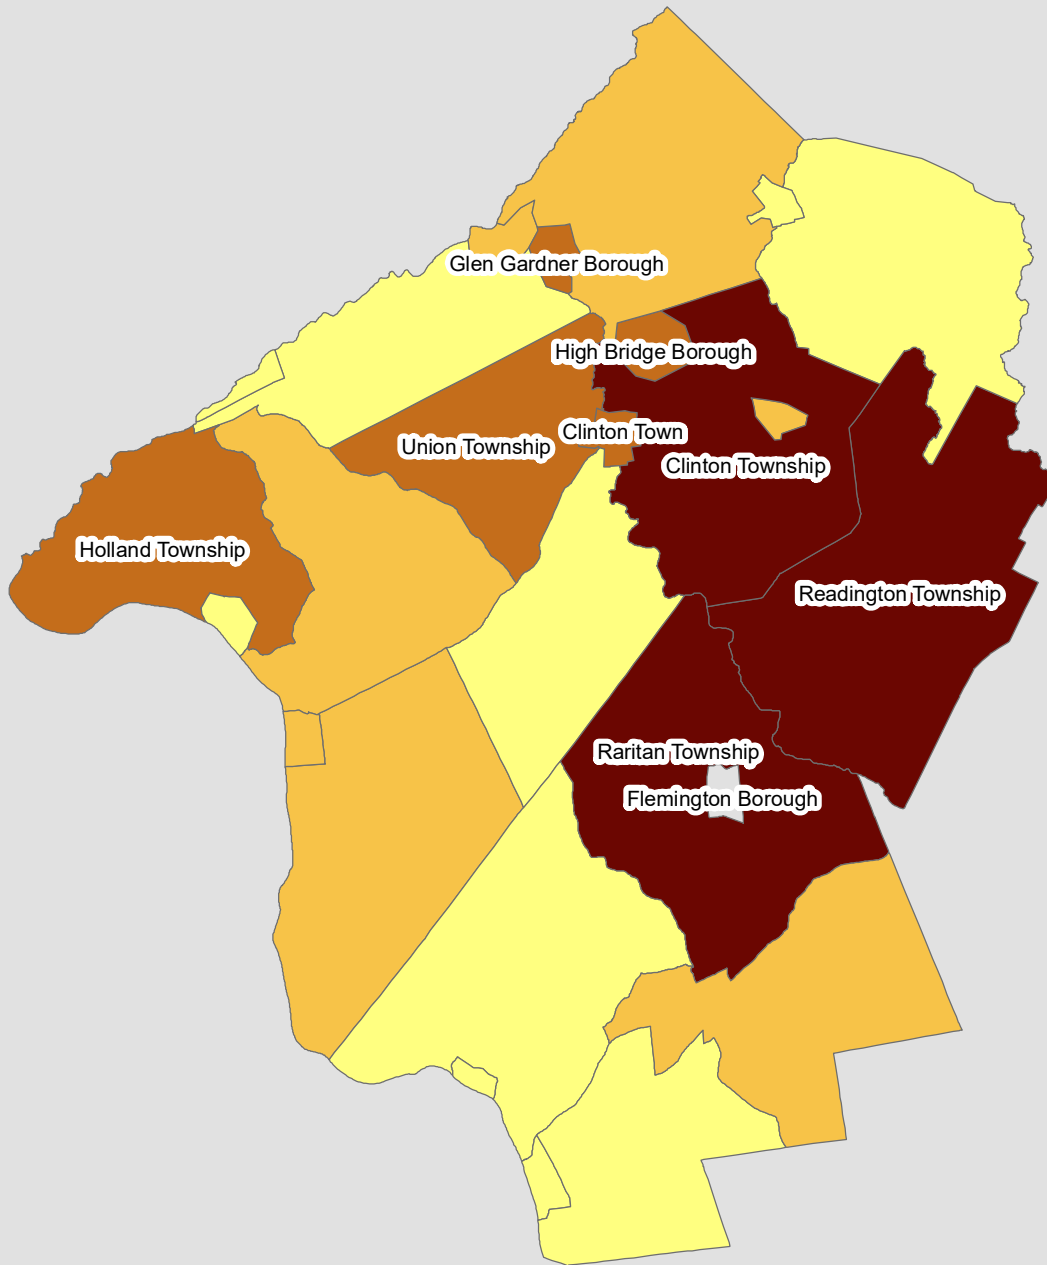 Glen Gardner Borough
High Bridge Borough
Clinton Town
Union Township
Clinton Township
Holland Township
Readington Township
Raritan Township
Flemington Borough